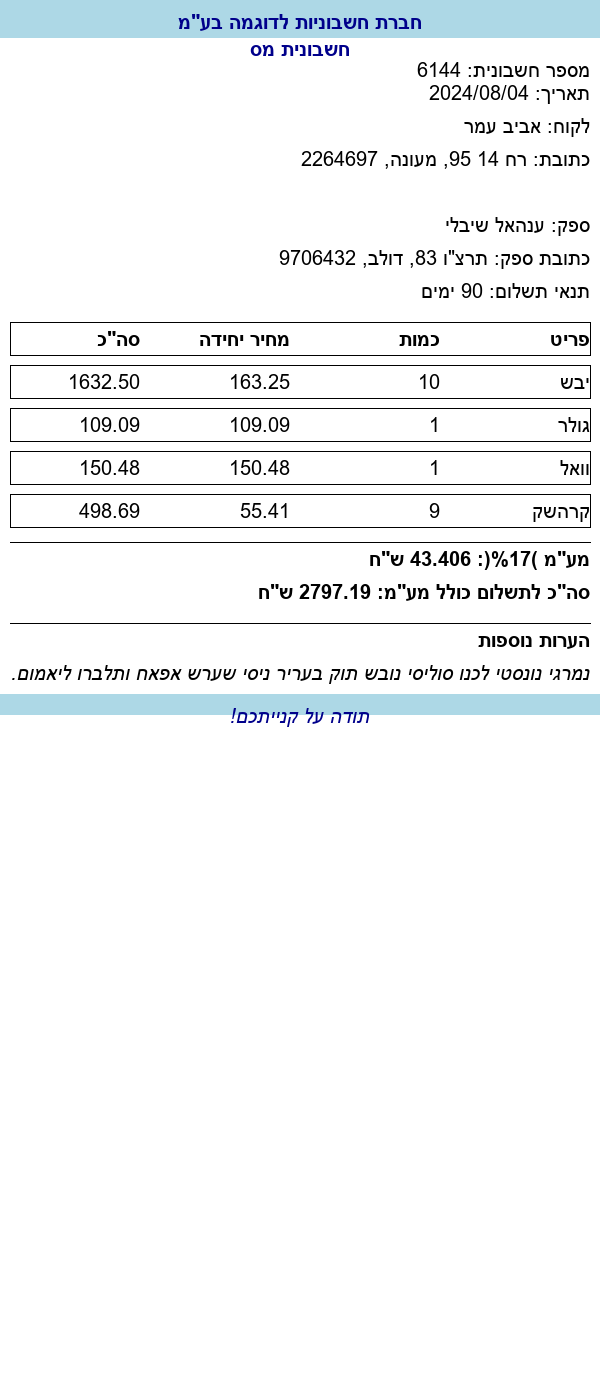 חברת חשבוניות לדוגמה בע"מ
חשבונית מס
מספר חשבונית: 6144
תאריך: 2024/08/04
לקוח: אביב עמר
כתובת: רח 14 95, מעונה, 2264697
ספק: ענהאל שיבלי
כתובת ספק: תרצ"ו 83, דולב, 9706432
תנאי תשלום: 90 ימים
פריט כמות מחיר יחידה סה"כ
יבש 10 163.25 1632.50
גולר 1 109.09 109.09
וואל 1 150.48 150.48
קרהשק 9 55.41 498.69
מע"מ )17%(: 43.406 ש"ח
סה"כ לתשלום כולל מע"מ: 2797.19 ש"ח
הערות נוספות
נמרגי נונסטי לכנו סוליסי נובש תוק בעריר ניסי שערש אפאח ותלברו ליאמום.
תודה על קנייתכם!